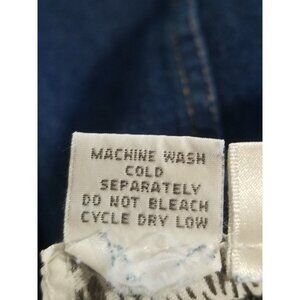 MACHINE WASH
COLD
SEPARATELY
DO NOT BLEACH
CYCLE DRY LOW